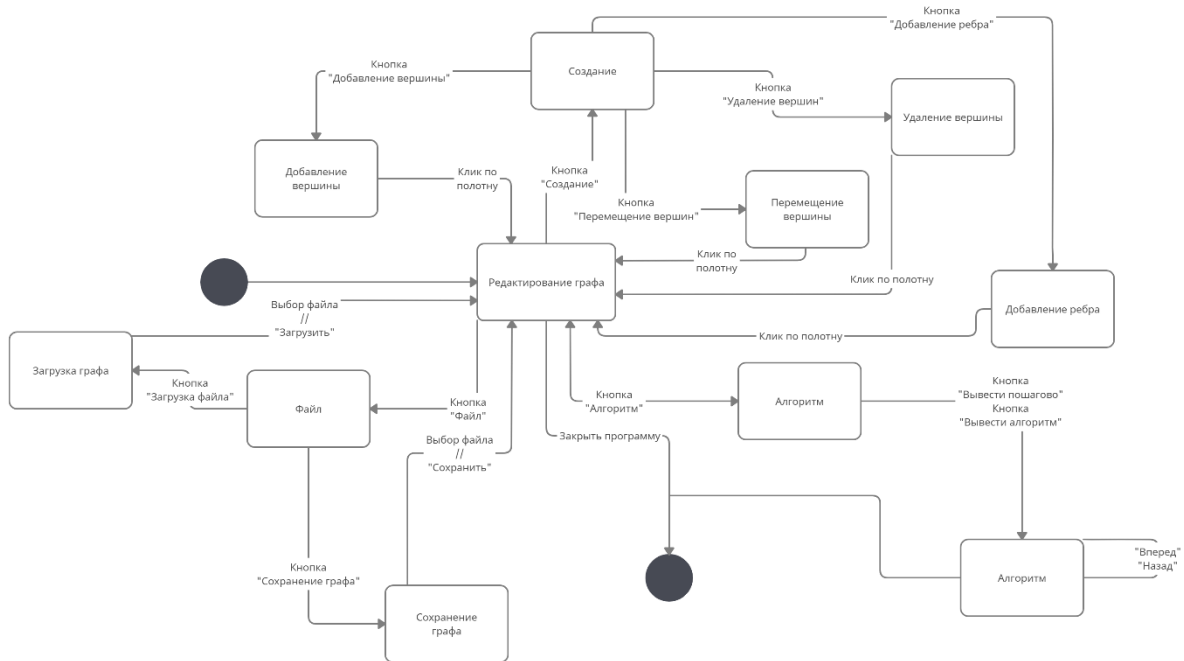 Кнопка
"Добавление ребра"
Создание
Кнопка
"Добавление вершины"
Кнопка
"Удаление вершин"
Удаление вершины
Добавление
вершины
Клик по
полотну
Кнопка
"Создание"
Кнопка
"Перемещение вершин"
Перемещение
вершины
Клик по
полотну
Редактирование графа
Клик по полотну
Добавление ребра
Выбор файла
//
"Загрузить"
Клик по полотну
Загрузка графа
Кнопка
"Загрузка файла"
Файл
Кнопка
"Файл"
Кнопка
"Алгоритм"
Алгоритм
Кнопка
"Вывести пошагово"
Кнопка
"Вывести алгоритм"
Выбор файла
//
"Сохранить"
Закрыть программу
Кнопка
"Сохранение графа"
Сохранение
графа
Алгоритм
"Вперед"
"Назад"